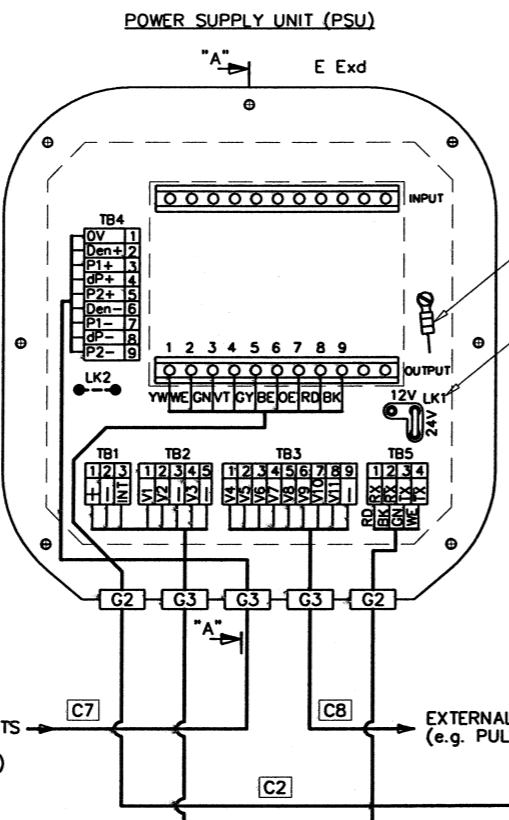 POWER SUPPLY UNIT (PSU)
"A"
E Exd
INPUT
TB4
0V 1
Den+ 2
P1+ 3
dP+ 4
P2+ 5
Den- 6
P1- 7
dP- 8
P2- 9
LK2
1 2 3 4 5 6 7 8 9
OUTPUT
YW WE GN VT GY BE OE RD BK
12V LK1
24V
TB1 TB2 TB3 TB5
1 2 3 1 2 3 4 5 1 2 3 4 5 6 7 8 9 1 2 3 4
+ - INT V1 V2 - V3 - V4 V5 V6 V7 V8 V9 V10 V11 - RX RX TX TX
RD BK GN WE
G2 G3 G3 G3 G2
"A"
C7 C8
TS EXTERNAL
) (e.g. PUL
C2